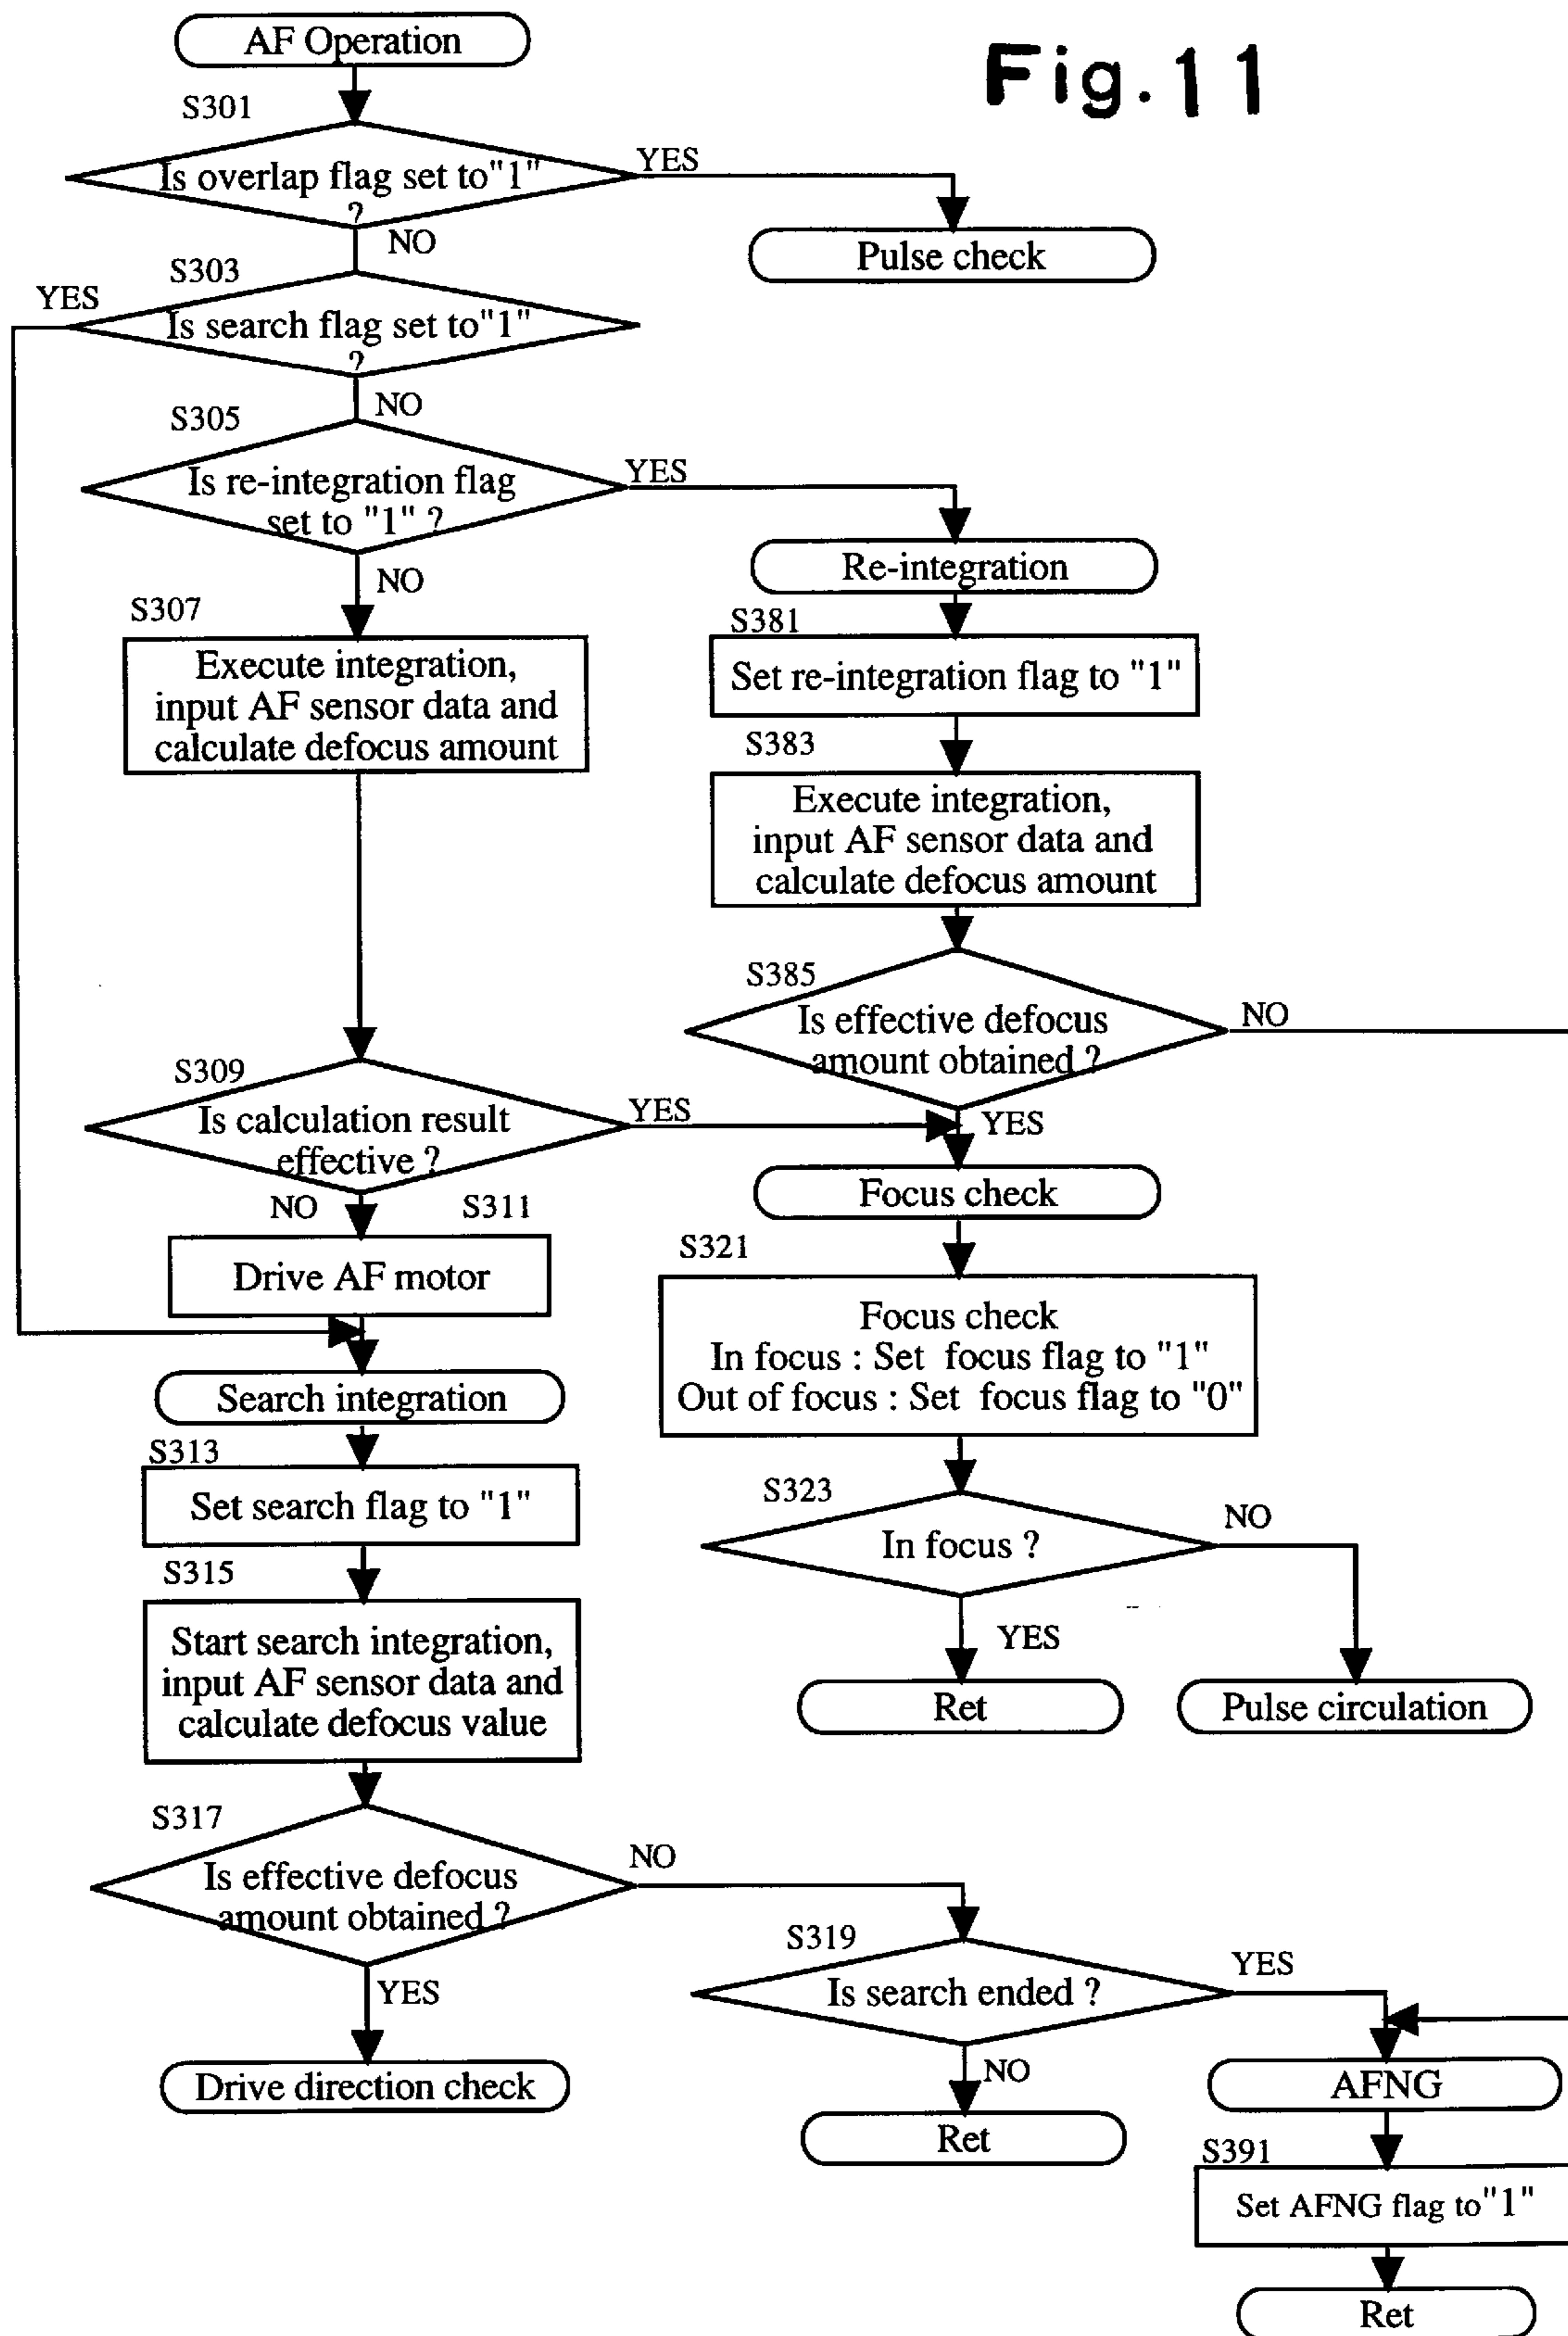 Fig.11
AF Operation
S301
Is overlap flag set to"1"
?
YES
NO
Pulse check
S303
YES
Is search flag set to"1"
?
NO
S305
Is re-integration flag
set to "1" ?
YES
NO
Re-integration
S307
Execute integration,
input AF sensor data and
calculate defocus amount
S381
Set re-integration flag to "1"
S383
Execute integration,
input AF sensor data and
calculate defocus amount
S385
Is effective defocus
amount obtained ?
NO
YES
S309
Is calculation result
effective ?
YES
NO
Focus check
S311
Drive AF motor
S321
Focus check
In focus : Set focus flag to "1"
Out of focus : Set focus flag to "0"
Search integration
S313
Set search flag to "1"
S323
In focus ?
NO
YES
Ret
Pulse circulation
S315
Start search integration,
input AF sensor data and
calculate defocus value
S317
Is effective defocus
amount obtained ?
NO
YES
Drive direction check
S319
Is search ended ?
YES
NO
Ret
AFNG
S391
Set AFNG flag to"1"
Ret